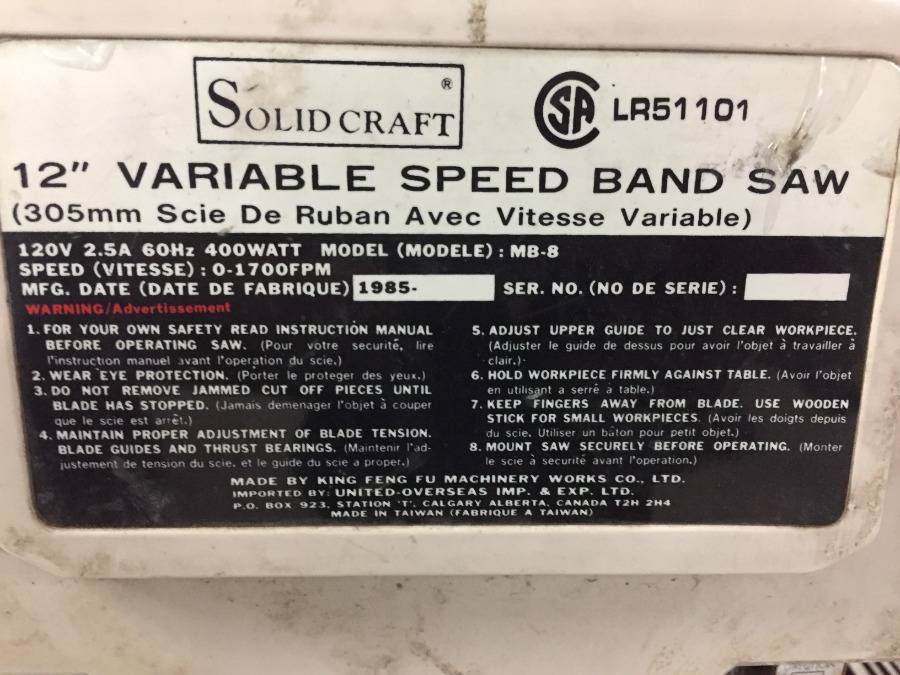 SOLID CRAFT ®
CSA LR51101
12" VARIABLE SPEED BAND SAW
(305mm Scie De Ruban Avec Vitesse Variable)
120V 2.5A 60Hz 400WATT MODEL (MODELE) : MB-8
SPEED (VITESSE) : 0-1700FPM
MFG. DATE (DATE DE FABRIQUE) 1985- SER. NO. (NO DE SERIE) :
WARNING/Advertissement
1. FOR YOUR OWN SAFETY READ INSTRUCTION MANUAL
BEFORE OPERATING SAW. (Pour votre securité, lire
l'instruction manuel avant l'operation du scie.)
2. WEAR EYE PROTECTION. (Porter le proteger des yeux.)
3. DO NOT REMOVE JAMMED CUT OFF PIECES UNTIL
BLADE HAS STOPPED. (Jamais demenager l'objet à couper
que le scie est arrêt.)
4. MAINTAIN PROPER ADJUSTMENT OF BLADE TENSION.
BLADE GUIDES AND THRUST BEARINGS. (Maintenir l'ad-
justement de tension du scie. et le guide du scie a proper.)
5. ADJUST UPPER GUIDE TO JUST CLEAR WORKPIECE.
(Adjuster le guide de dessus pour avoir l'objet à travailler à
clair.)
6. HOLD WORKPIECE FIRMLY AGAINST TABLE. (Avoir l'objet
en utilisant a serré à table.)
7. KEEP FINGERS AWAY FROM BLADE. USE WOODEN
STICK FOR SMALL WORKPIECES. (Avoir les doigts depuis
du scie. Utiliser un bâton pour petit objet.)
8. MOUNT SAW SECURELY BEFORE OPERATING. (Monter
le scie à securité avant l'operation.)
MADE BY KING FENG FU MACHINERY WORKS CO., LTD.
IMPORTED BY: UNITED-OVERSEAS IMP. & EXP. LTD.
P.O. BOX 923, STATION 'T', CALGARY ALBERTA, CANADA T2H 2H4
MADE IN TAIWAN (FABRIQUE A TAIWAN)